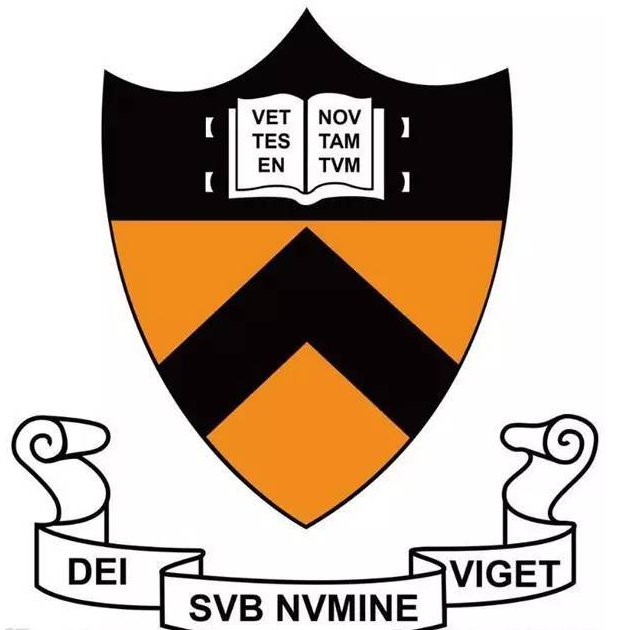 VET NOV
TES TAM
EN TVM
DEI SVB NVMINE VIGET